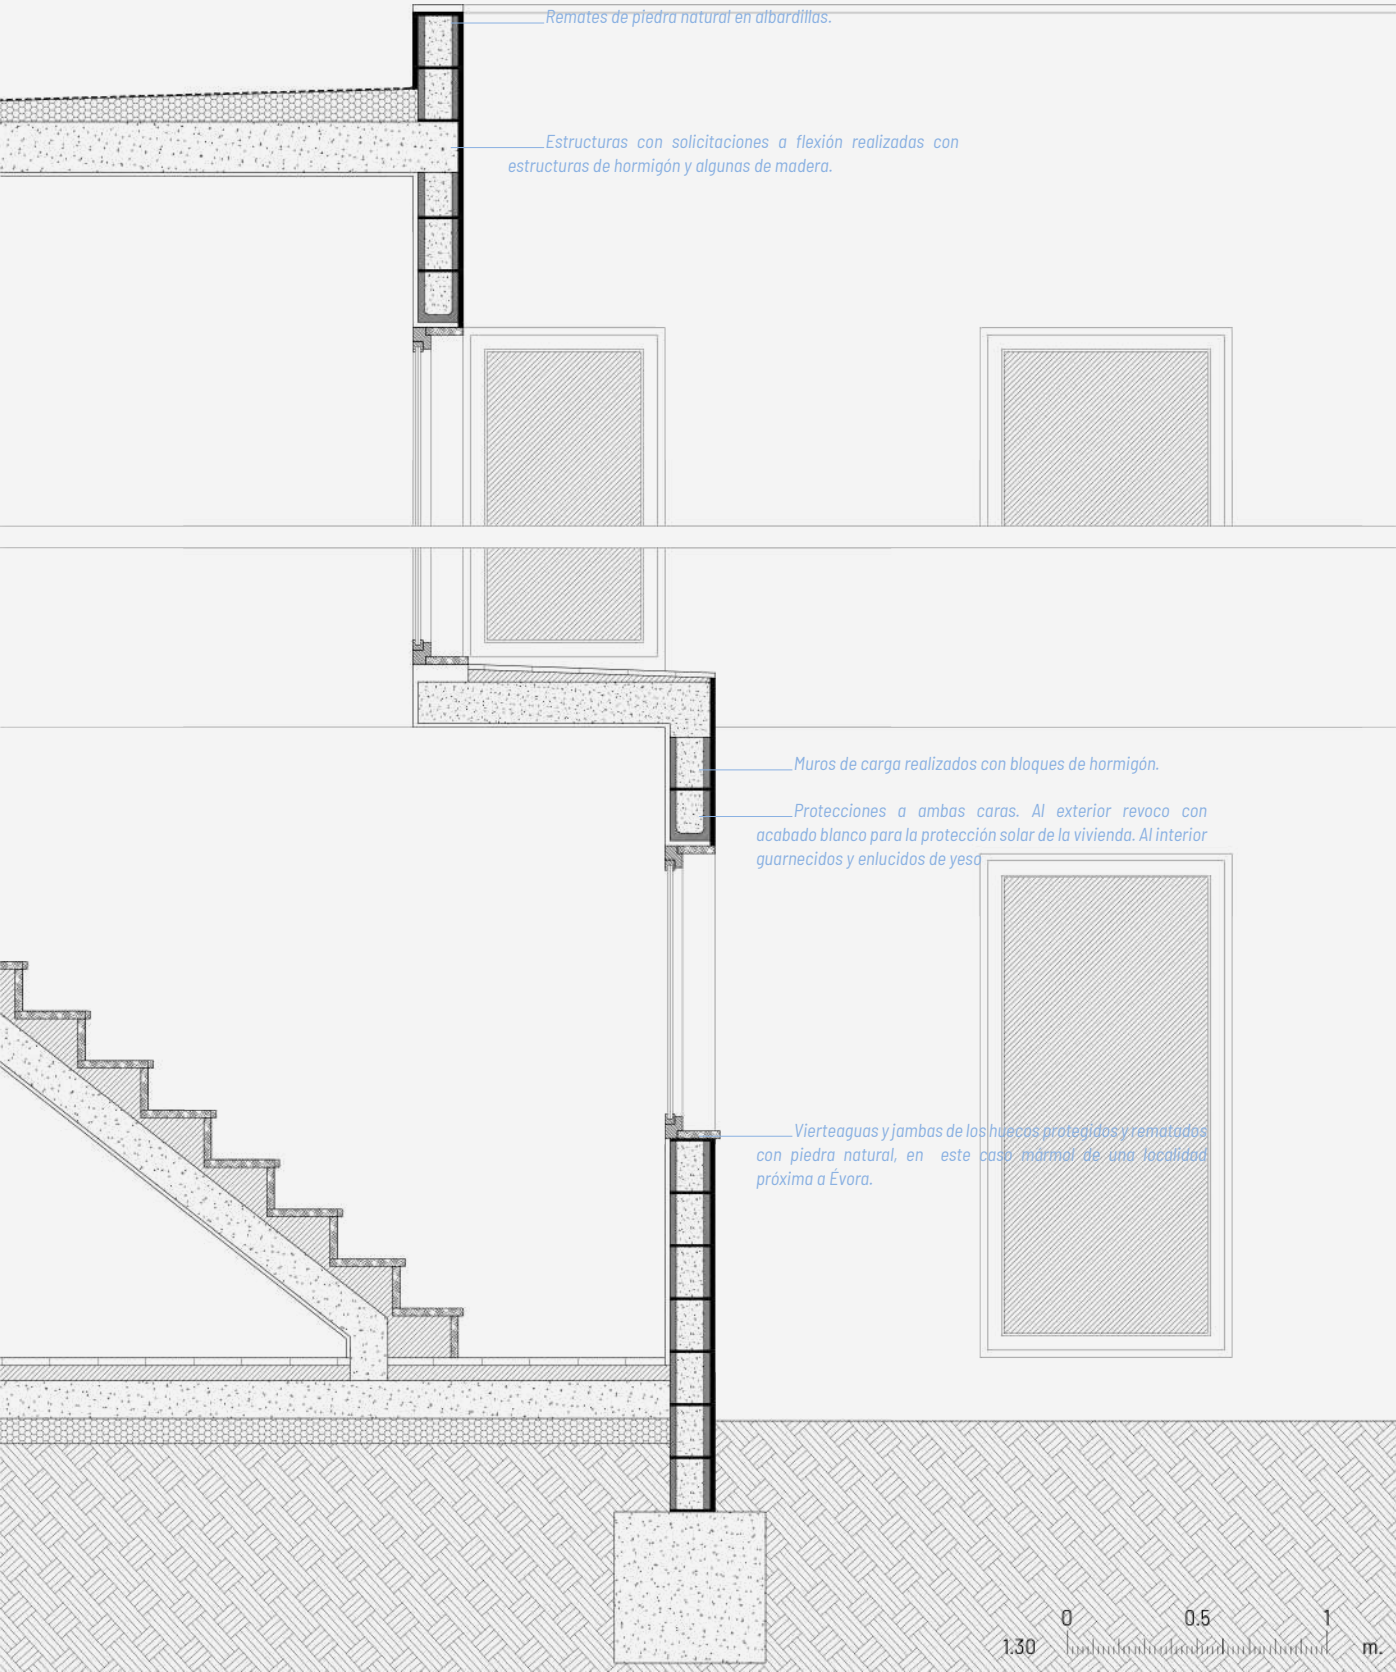 Remates de piedra natural en albardillas.
Estructuras con solicitaciones a flexión realizadas con
estructuras de hormigón y algunas de madera.
Muros de carga realizados con bloques de hormigón.
Protecciones a ambas caras. Al exterior revoco con
acabado blanco para la protección solar de la vivienda. Al interior
guarnecidos y enlucidos de yeso
Vierteaguas y jambas de los huecos protegidos y rematados
con piedra natural, en este caso mármol de una localidad
próxima a Évora.
0 0.5 1
1.30 m.